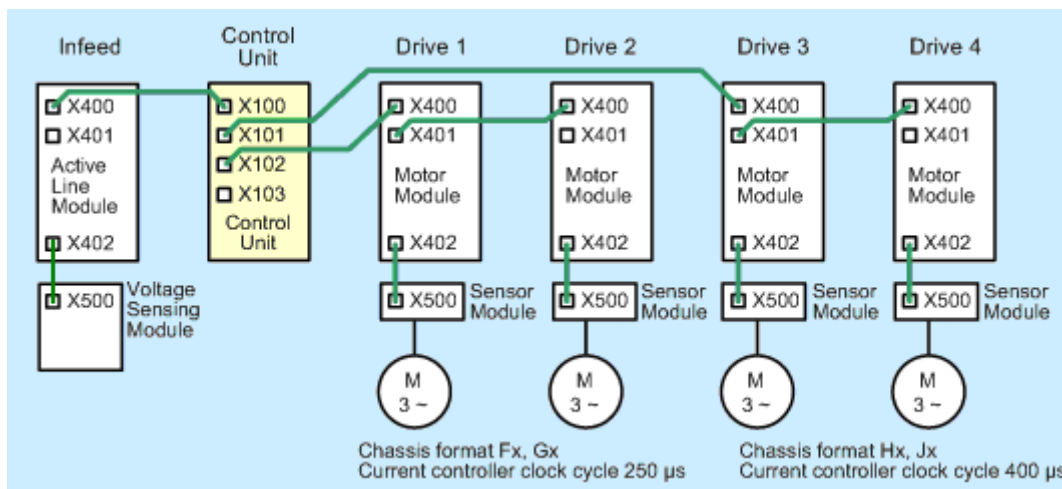 Infeed
Control
Unit
Drive 1
Drive 2
Drive 3
Drive 4
X400
X401
Active
Line
Module
X402
X500
Voltage
Sensing
Module
X100
X101
X102
X103
Control
Unit
X400
X401
Motor
Module
X402
X500
Sensor
Module
M
3 ~
X400
X401
Motor
Module
X402
X500
Sensor
Module
M
3 ~
X400
X401
Motor
Module
X402
X500
Sensor
Module
M
3 ~
X400
X401
Motor
Module
X402
X500
Sensor
Module
M
3 ~
Chassis format Fx, Gx
Current controller clock cycle 250 µs
Chassis format Hx, Jx
Current controller clock cycle 400 µs